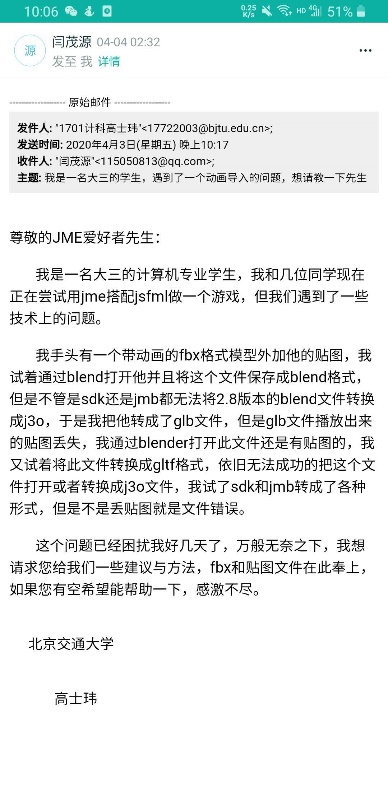 10:06 0.25 K/s HD 4G 51%
源 闫茂源 04-04 02:32
发至 我 详情
----------------- 原始邮件 -----------------
发件人: "1701计科高士玮"<17722003@bjtu.edu.cn>;
发送时间: 2020年4月3日(星期五) 晚上10:17
收件人: "闫茂源"<115050813@qq.com>;
主题: 我是一名大三的学生，遇到了一个动画导入的问题，想请教一下先生
尊敬的JME爱好者先生：
我是一名大三的计算机专业学生，我和几位同学现在
正在尝试用jme搭配jsfml做一个游戏，但我们遇到了一些
技术上的问题。
我手头有一个带动画的fbx格式模型外加他的贴图，我
试着通过blend打开他并且将这个文件保存成blend格式，
但是不管是sdk还是jmb都无法将2.8版本的blend文件转换
成j3o，于是我把他转成了glb文件，但是glb文件播放出来
的贴图丢失，我通过blender打开此文件还是有贴图的，我
又试着将此文件转换成gltf格式，依旧无法成功的把这个文
件打开或者转换成j3o文件，我试了sdk和jmb转成了各种
形式，但是不是丢贴图就是文件错误。
这个问题已经困扰我好几天了，万般无奈之下，我想
请求您给我们一些建议与方法，fbx和贴图文件在此奉上，
如果您有空希望能帮助一下，感激不尽。
北京交通大学
高士玮